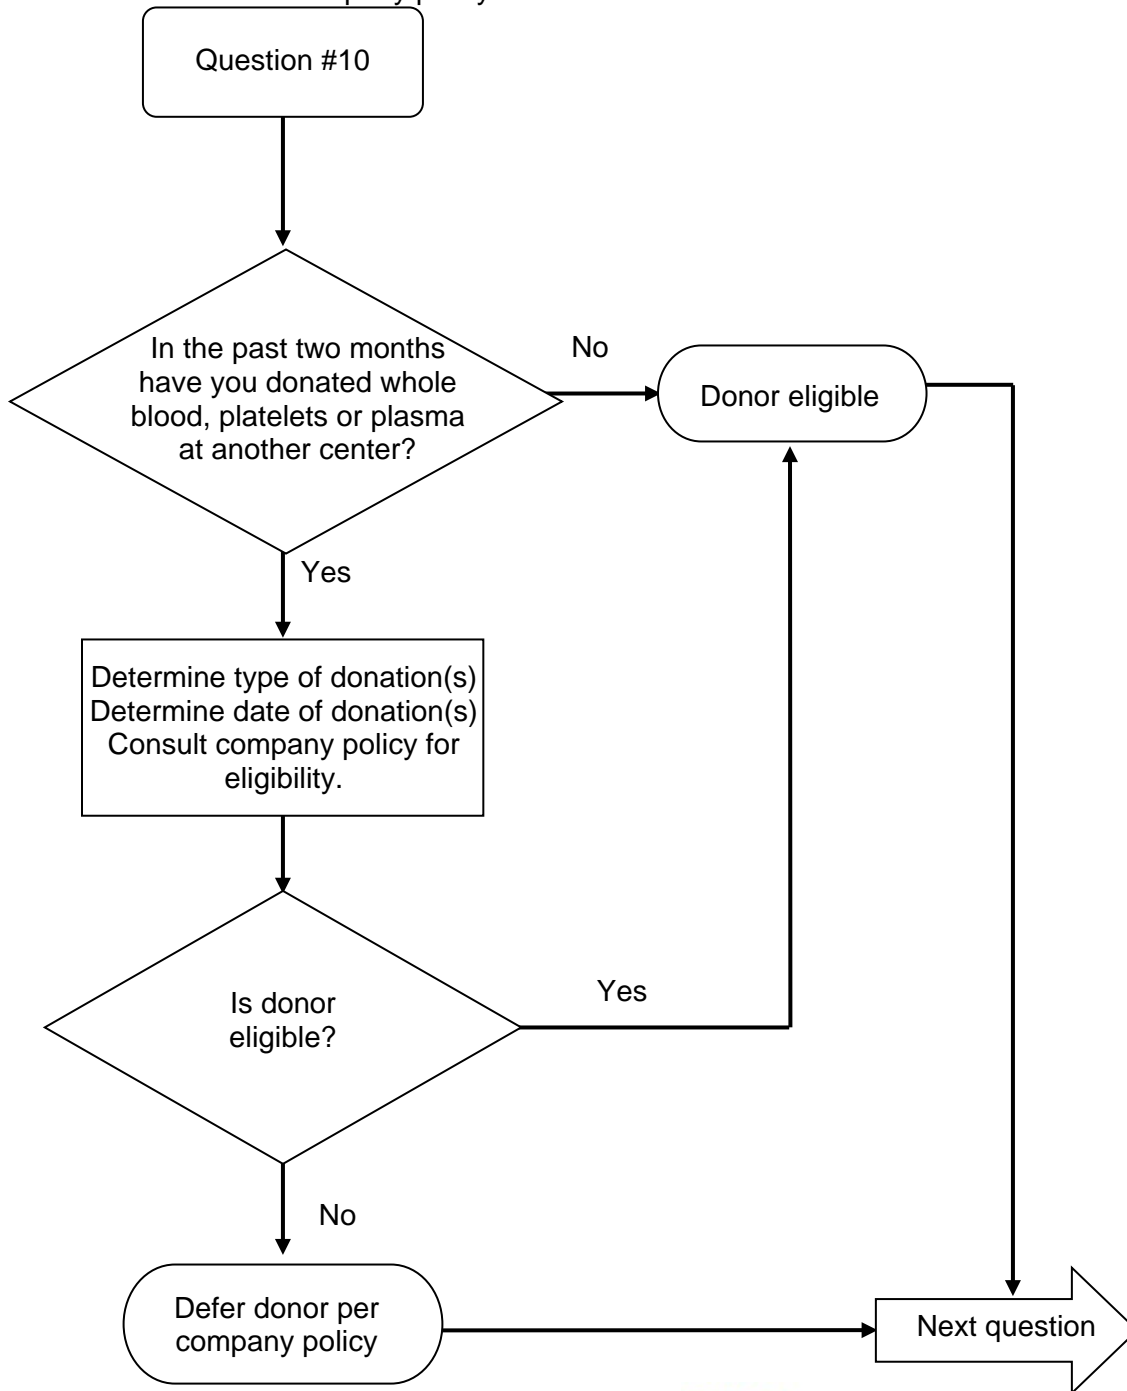 Question #10
In the past two months
have you donated whole
blood, platelets or plasma
at another center?
No
Donor eligible
Yes
Determine type of donation(s)
Determine date of donation(s)
Consult company policy for
eligibility.
Is donor
eligible?
Yes
No
Defer donor per
company policy
Next question